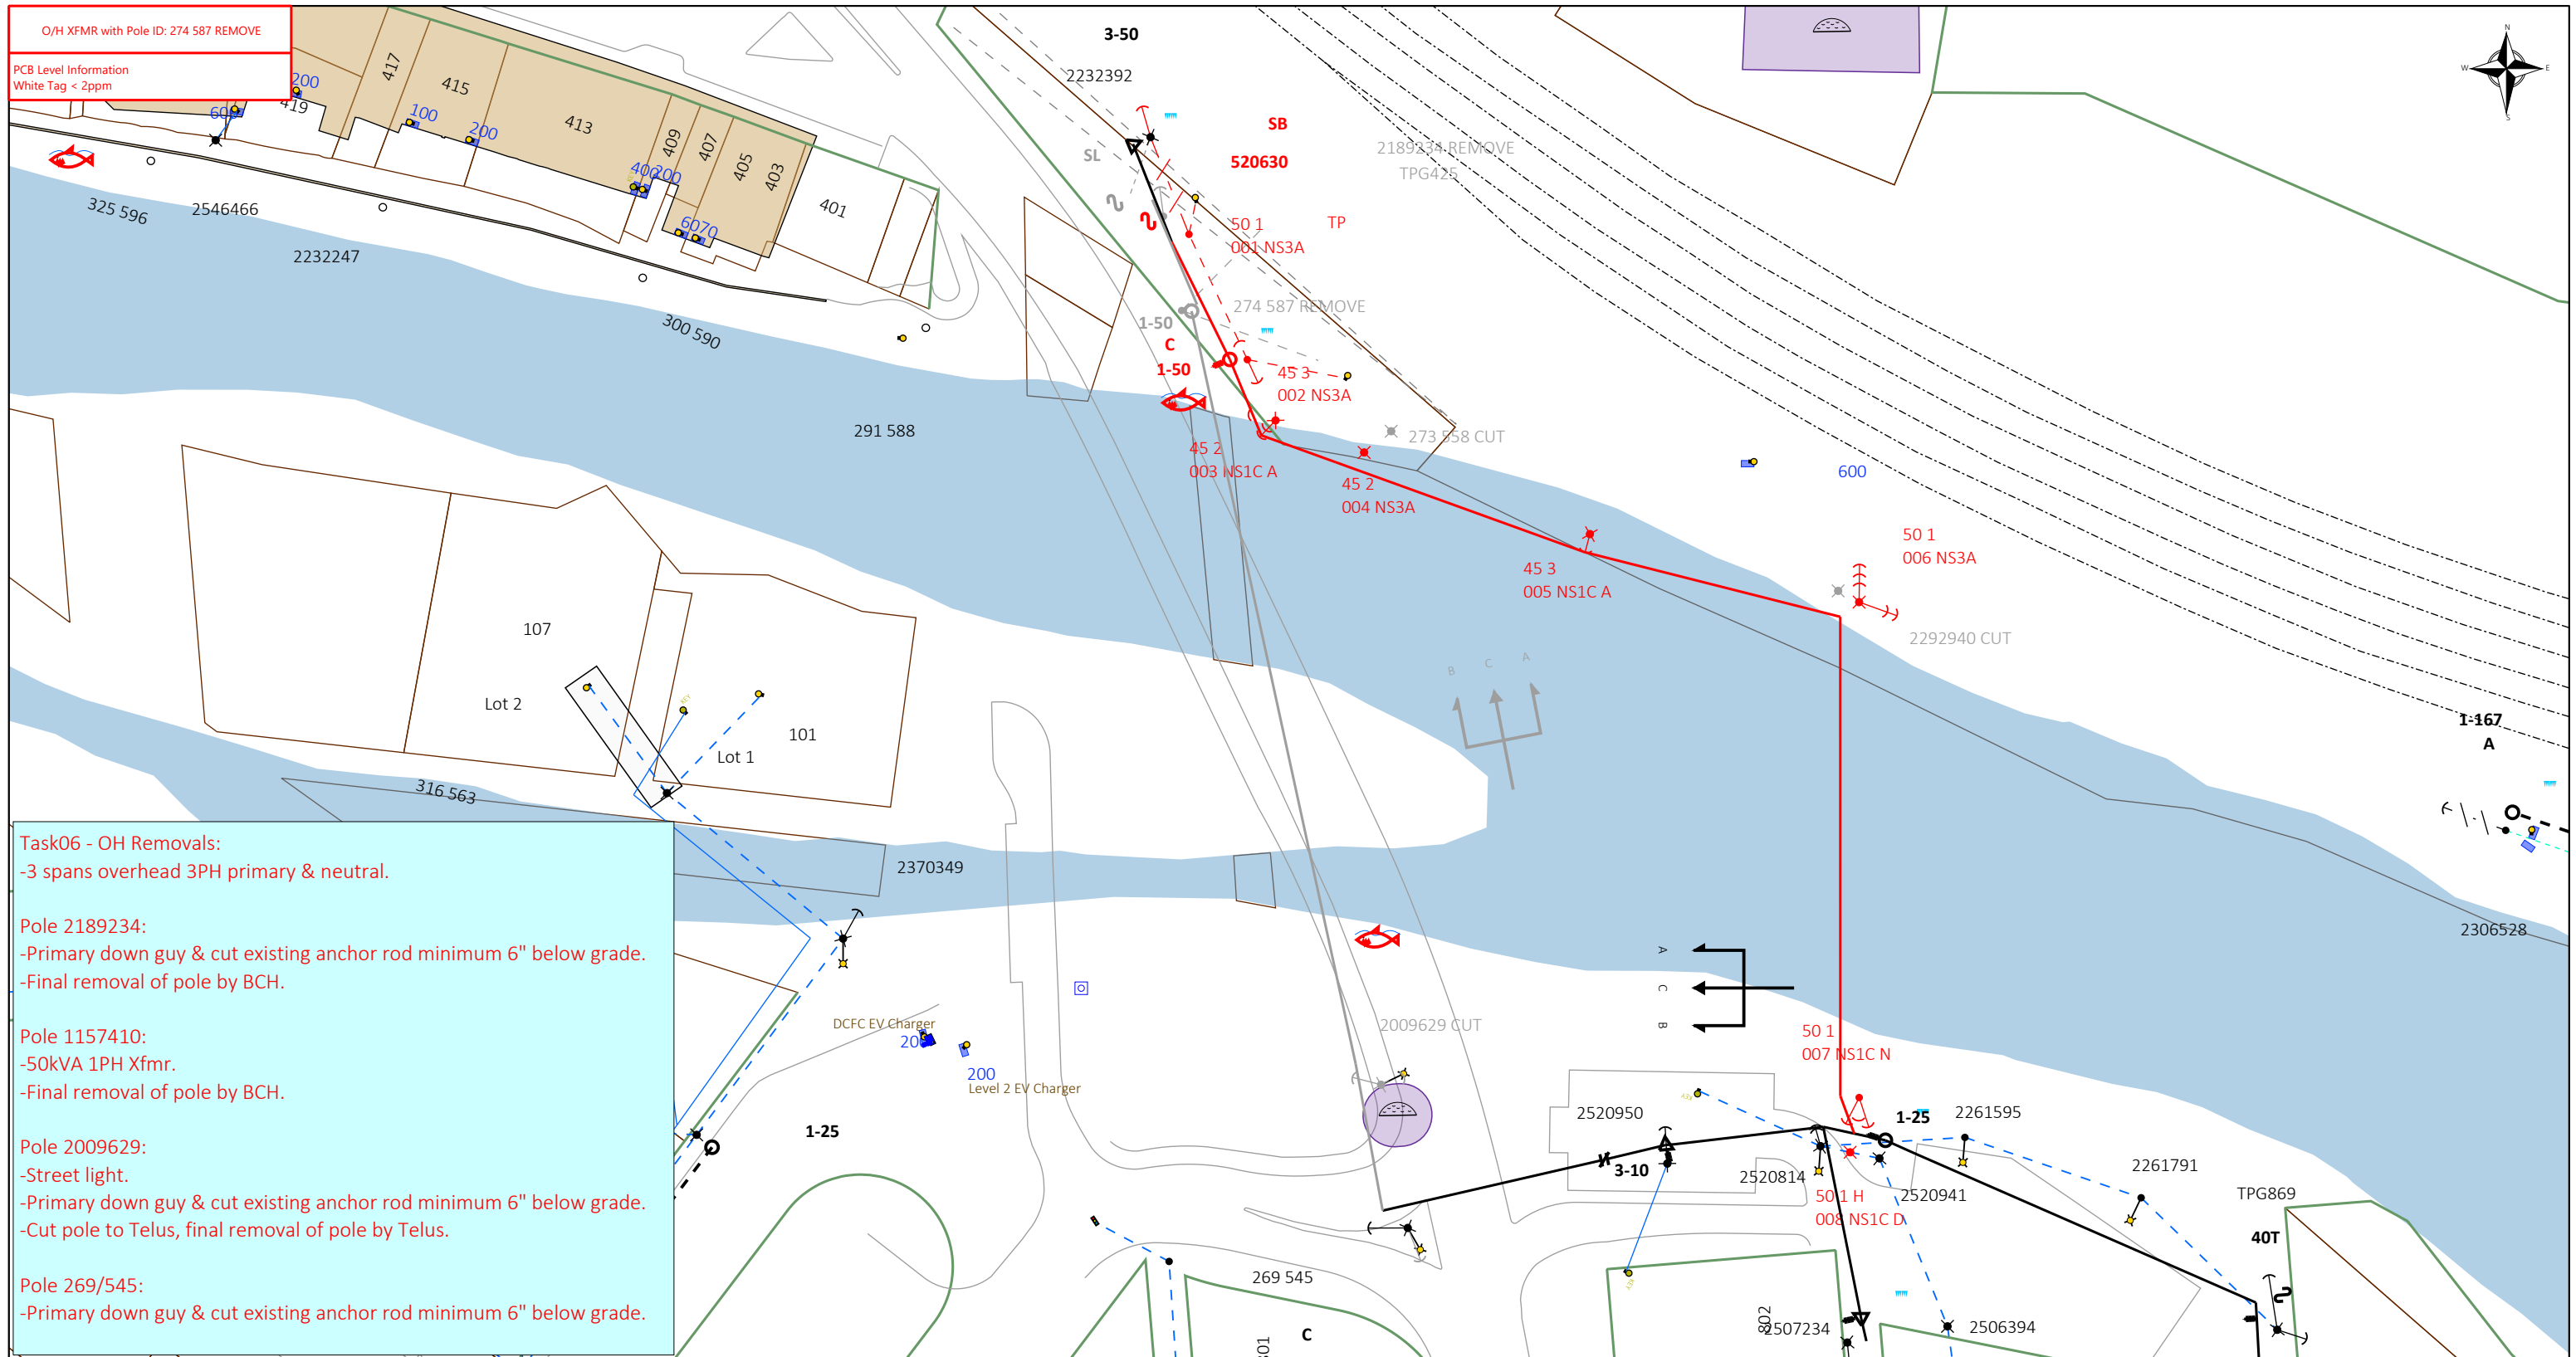 O/H XFMR with Pole ID: 274 587 REMOVE
PCB Level Information
White Tag < 2ppm
200
417
415
419
100
200
413
409
407
405
403
401
400
200
6070
325 596
2546466
2232247
300 590
291 588
3-50
2232392
SL
SB
520630
2189234 REMOVE
TPG425
50 1
001 NS3A
TP
274 587 REMOVE
1-50
C
1-50
45 3
002 NS3A
273 558 CUT
45 2
003 NS1C A
45 2
004 NS3A
600
50 1
006 NS3A
45 3
005 NS1C A
2292940 CUT
107
Lot 2
101
Lot 1
316 563
B C A
1-167
A
2370349
2306528
Task06 - OH Removals:
-3 spans overhead 3PH primary & neutral.
Pole 2189234:
-Primary down guy & cut existing anchor rod minimum 6" below grade.
-Final removal of pole by BCH.
Pole 1157410:
-50kVA 1PH Xfmr.
-Final removal of pole by BCH.
Pole 2009629:
-Street light.
-Primary down guy & cut existing anchor rod minimum 6" below grade.
-Cut pole to Telus, final removal of pole by Telus.
Pole 269/545:
-Primary down guy & cut existing anchor rod minimum 6" below grade.
DCFC EV Charger
200
Level 2 EV Charger
1-25
2009629 CUT
A
C
B
50 1
007 NS1C N
2520950
1-25
2261595
3-10
2520814
2520941
2261791
50 1 H
008 NS1C D
TPG869
40T
269 545
C
802
2507234
2506394
N
W
E
S